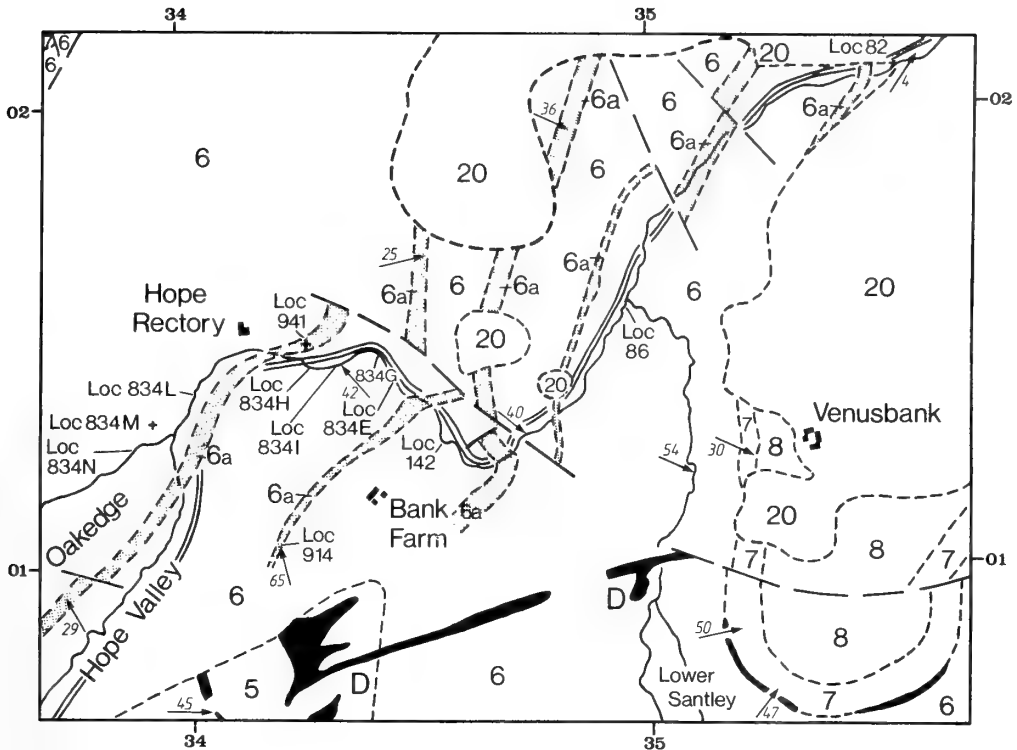 34
35
7/6
6
6
20
Loc 82
02
02
36
6a
6
6a
4
6
6a
20
6
20
25
6a
6
6a
6a
6
Hope
Rectory
Loc
941
20
Loc
86
Loc 834L
Loc
834H
42
834G
20
Loc 834M +
Loc
834I
Loc
834E
40
7
Venusbank
Loc
834N
6a
Loc
142
54
30
8
6a
Bank
Farm
6a
20
Oakedge
Loc
914
8
01
65
7
7
01
6
D
29
50
8
Hope Valley
5
D
6
Lower
Santley
7
6
45
47
34
35